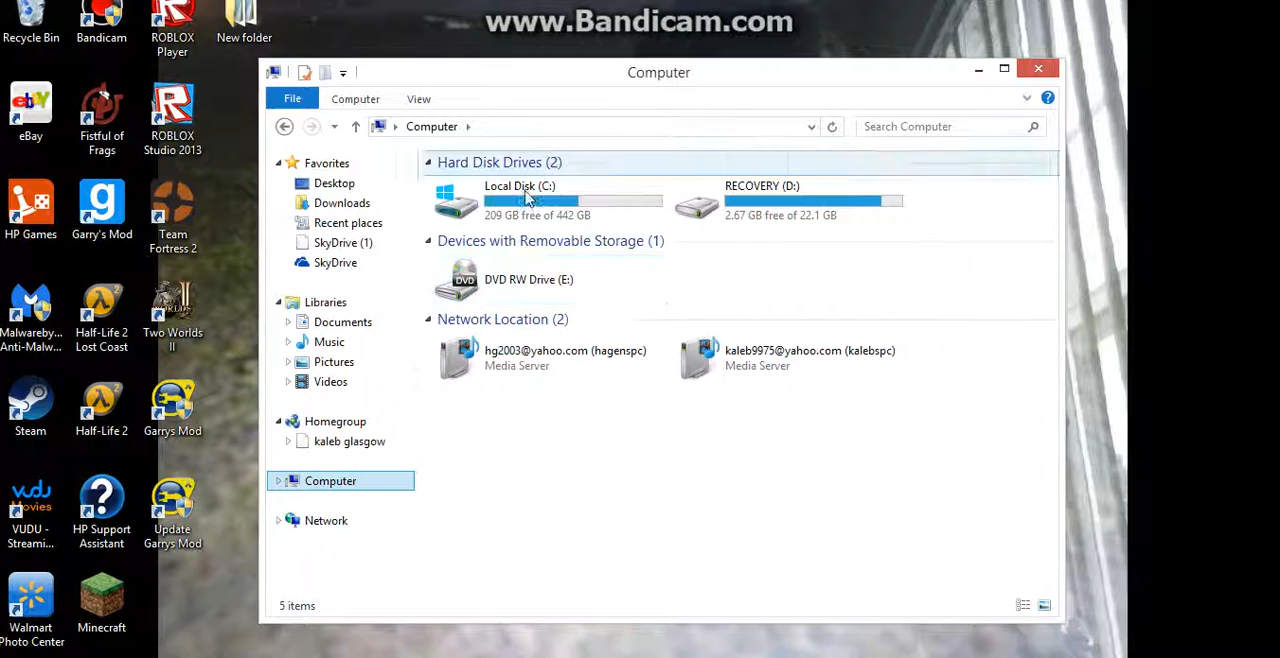 www.Bandicam.com
Recycle Bin
Bandicam
ROBLOX
Player
New folder
eBay
Fistful of
Frags
ROBLOX
Studio 2013
HP Games
Garry's Mod
Team
Fortress 2
Malwareby...
Anti-Malw...
Half-Life 2
Lost Coast
Two Worlds
II
Steam
Half-Life 2
Garrys Mod
VUDU -
Streami...
HP Support
Assistant
Update
Garrys Mod
Walmart
Photo Center
Minecraft
Computer
File
Computer
View
Computer
Search Computer
Favorites
Desktop
Downloads
Recent places
SkyDrive (1)
SkyDrive
Libraries
Documents
Music
Pictures
Videos
Homegroup
kaleb glasgow
Computer
Network
Hard Disk Drives (2)
Local Disk (C:)
209 GB free of 442 GB
RECOVERY (D:)
2.67 GB free of 22.1 GB
Devices with Removable Storage (1)
DVD
DVD RW Drive (E:)
Network Location (2)
hg2003@yahoo.com (hagenspc)
Media Server
kaleb9975@yahoo.com (kalebspc)
Media Server
5 items